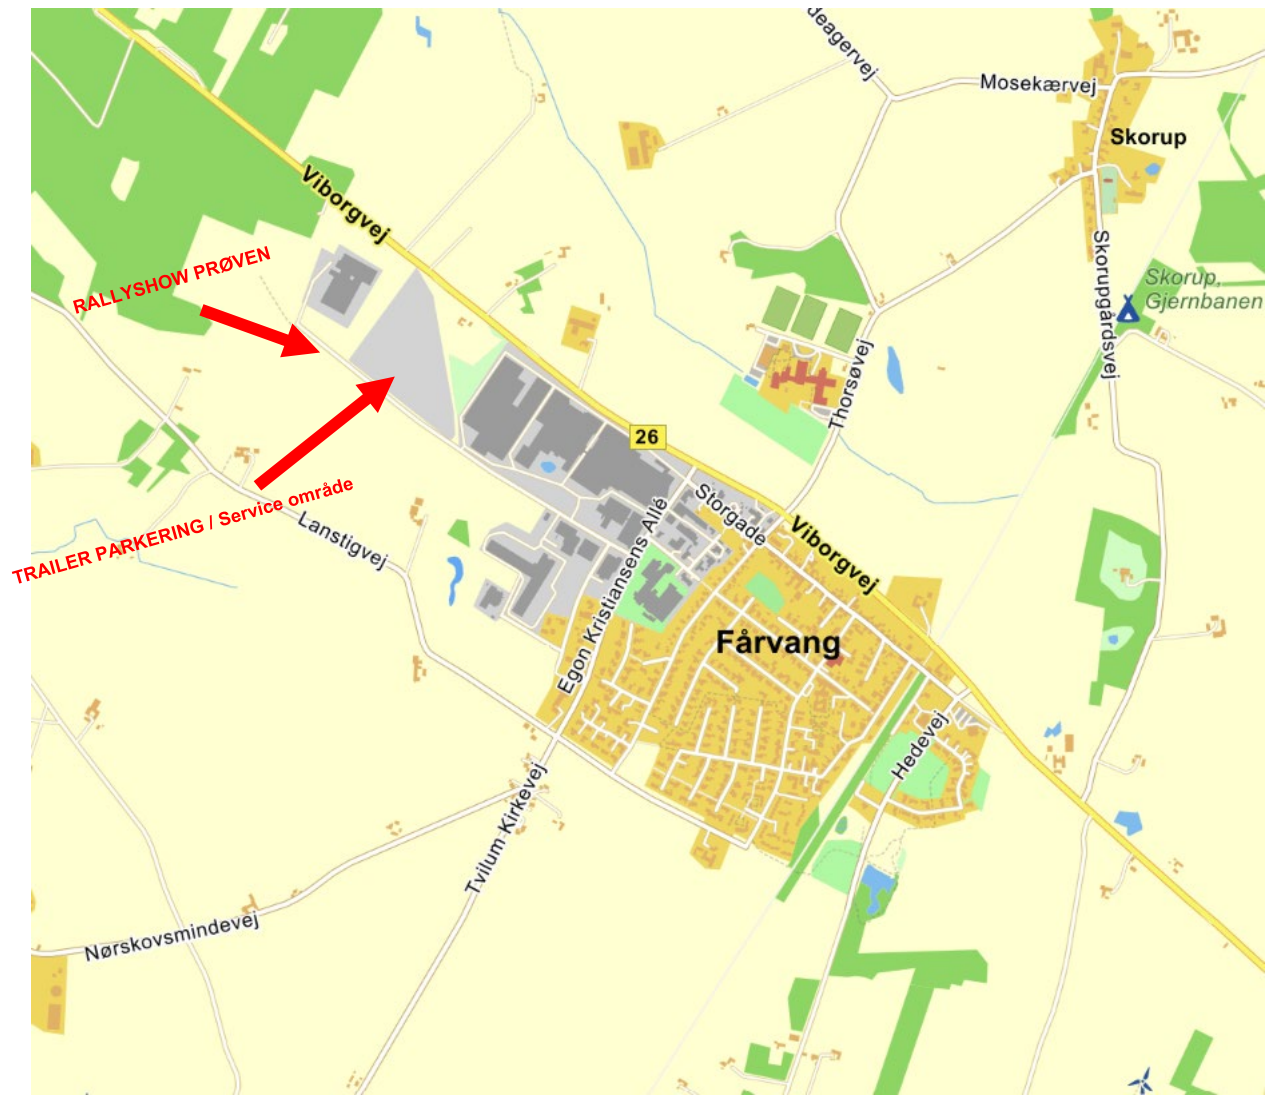 deagervej
Mosekærvej
Skorup
Viborgvej
RALLYSHOW PRØVEN
Skorupgårdsvej
Skorup,
Gjernbanen
Thorsøvej
26
Storgade
Viborgvej
TRAILER PARKERING / Service område
Lanstigvej
Egon Kristiansens Allé
Fårvang
Hedevej
Tvilum Kirkevej
Nørskovsmindevej